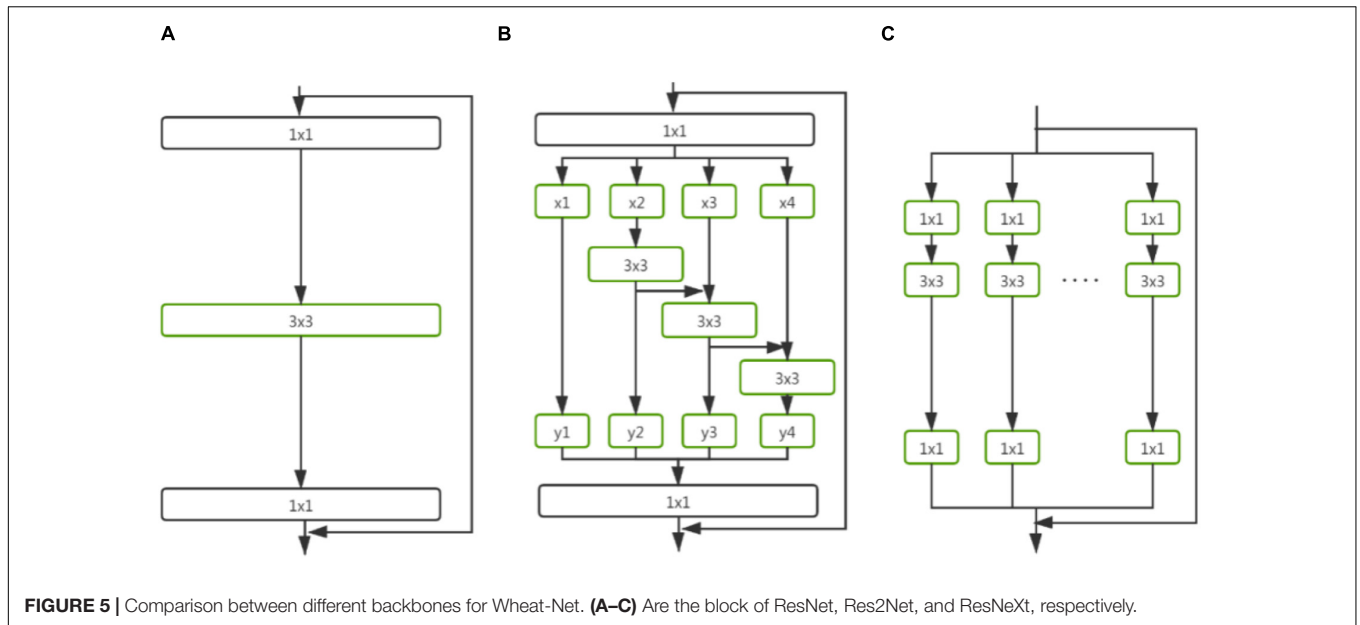 A B C
1x1
3x3
1x1
1x1
x1 x2 x3 x4
3x3
3x3
3x3
y1 y2 y3 y4
1x1
1x1 1x1 1x1
3x3 3x3 .... 3x3
1x1 1x1 1x1
FIGURE 5 | Comparison between different backbones for Wheat-Net. (A–C) Are the block of ResNet, Res2Net, and ResNeXt, respectively.